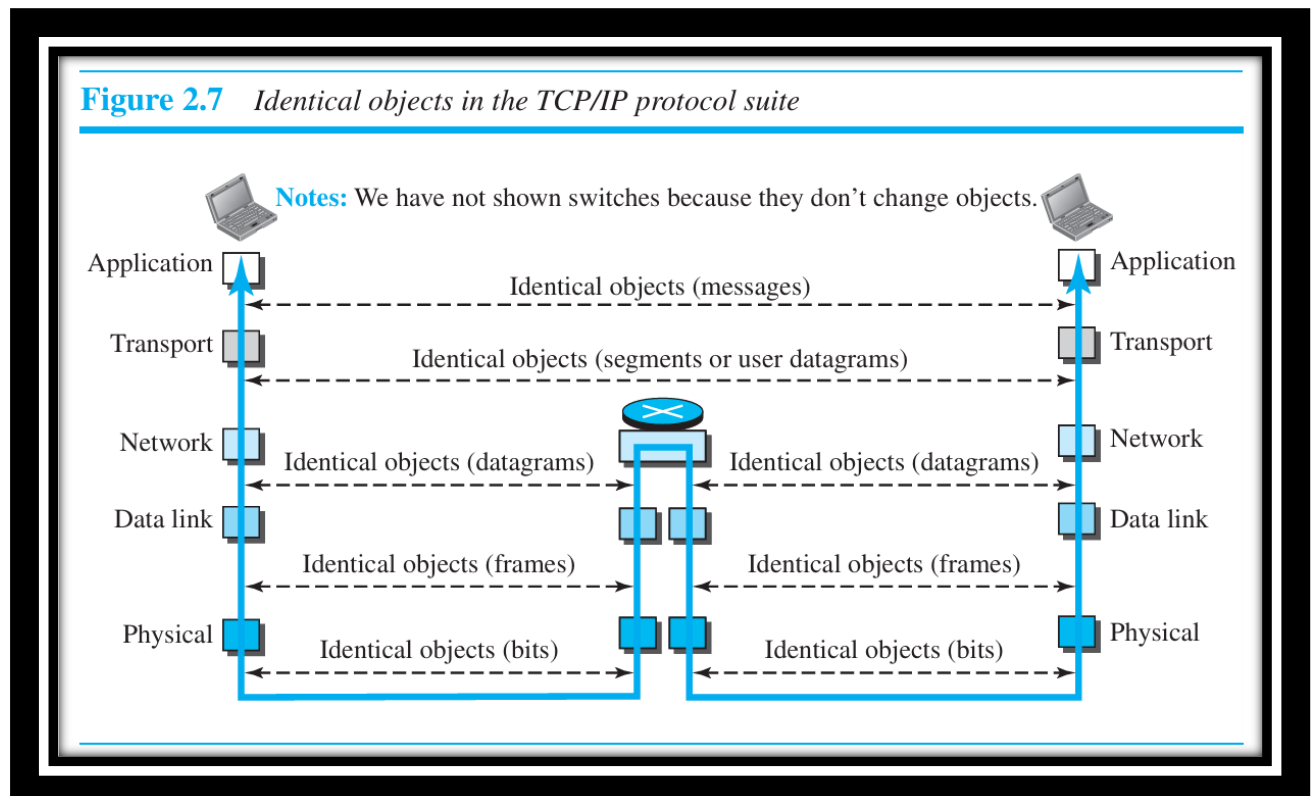 Figure 2.7 Identical objects in the TCP/IP protocol suite
Notes: We have not shown switches because they don’t change objects.
Application Application
Identical objects (messages)
Transport Transport
Identical objects (segments or user datagrams)
Network Network
Identical objects (datagrams) Identical objects (datagrams)
Data link Data link
Identical objects (frames) Identical objects (frames)
Physical Physical
Identical objects (bits) Identical objects (bits)